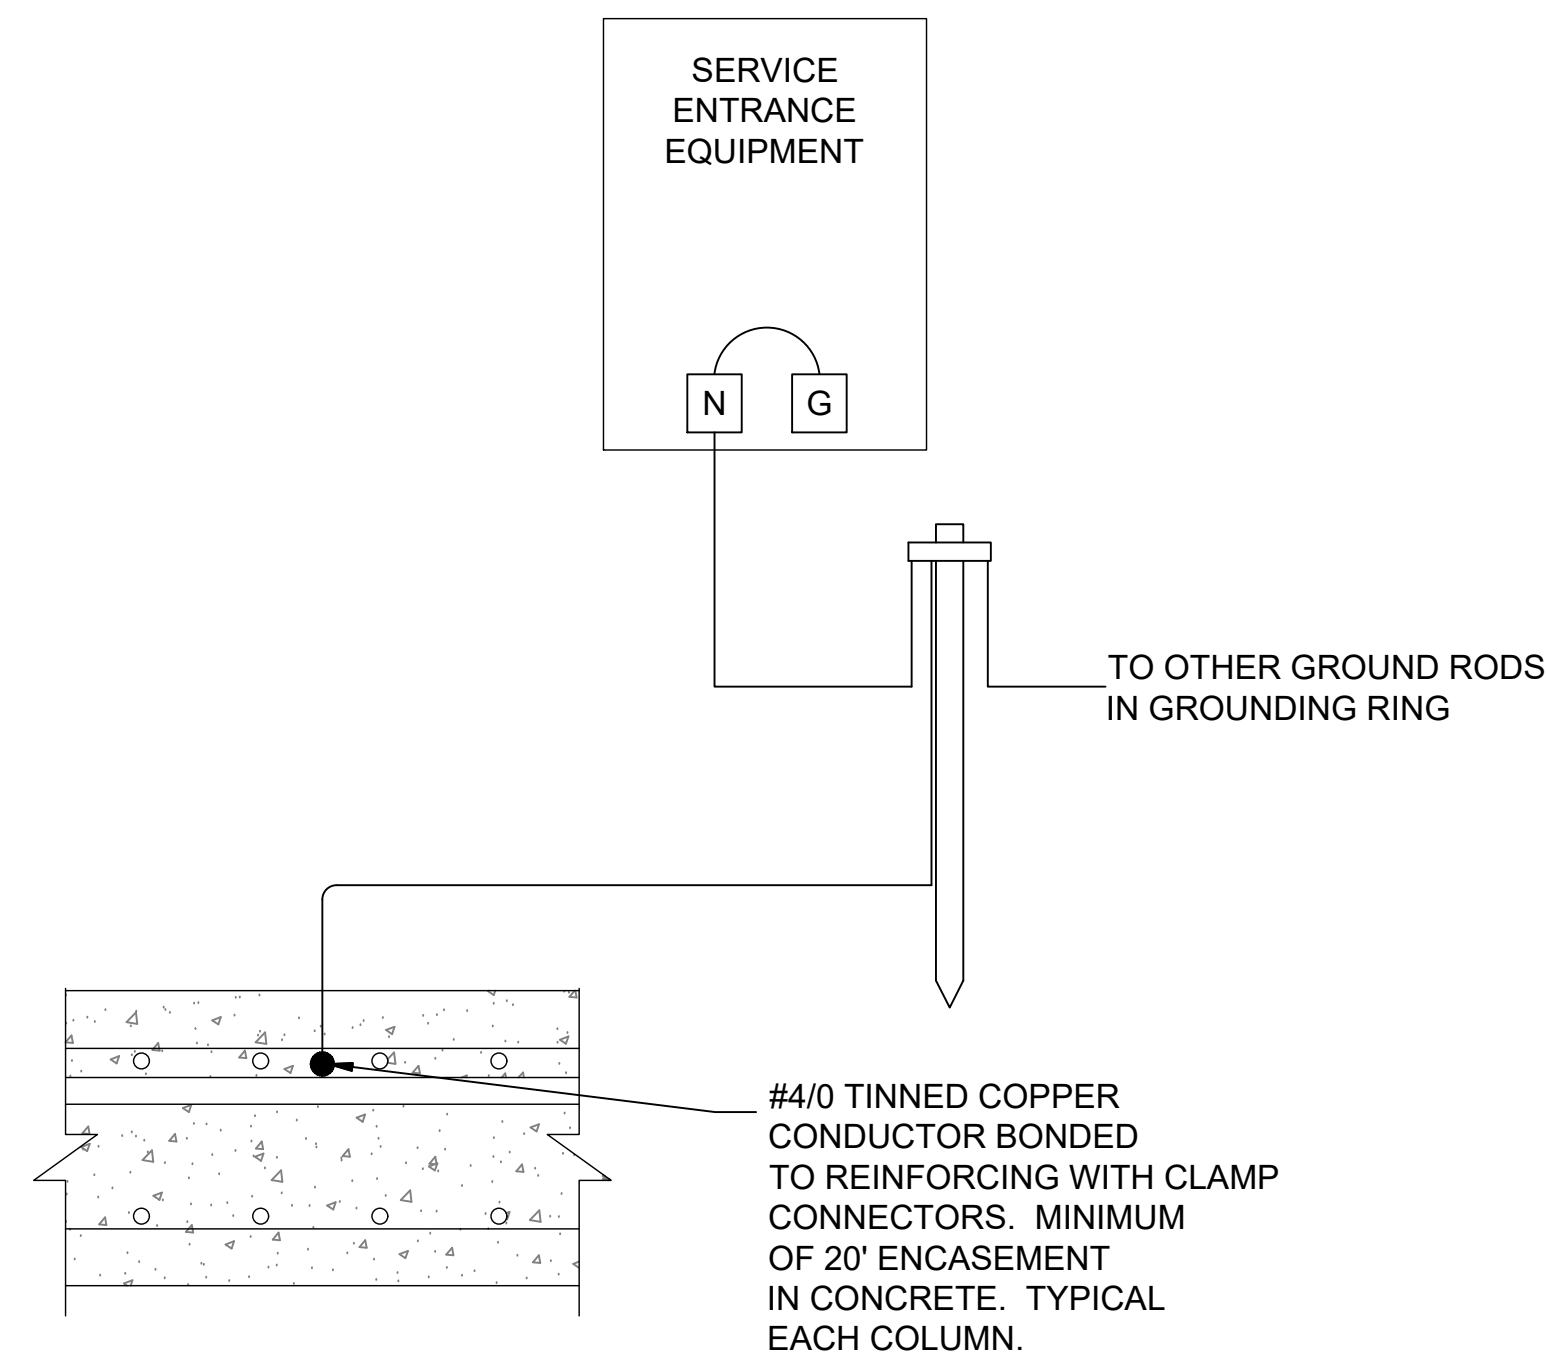 SERVICE
ENTRANCE
EQUIPMENT
N G
TO OTHER GROUND RODS
IN GROUNDING RING
#4/0 TINNED COPPER
CONDUCTOR BONDED
TO REINFORCING WITH CLAMP
CONNECTORS. MINIMUM
OF 20' ENCASEMENT
IN CONCRETE. TYPICAL
EACH COLUMN.